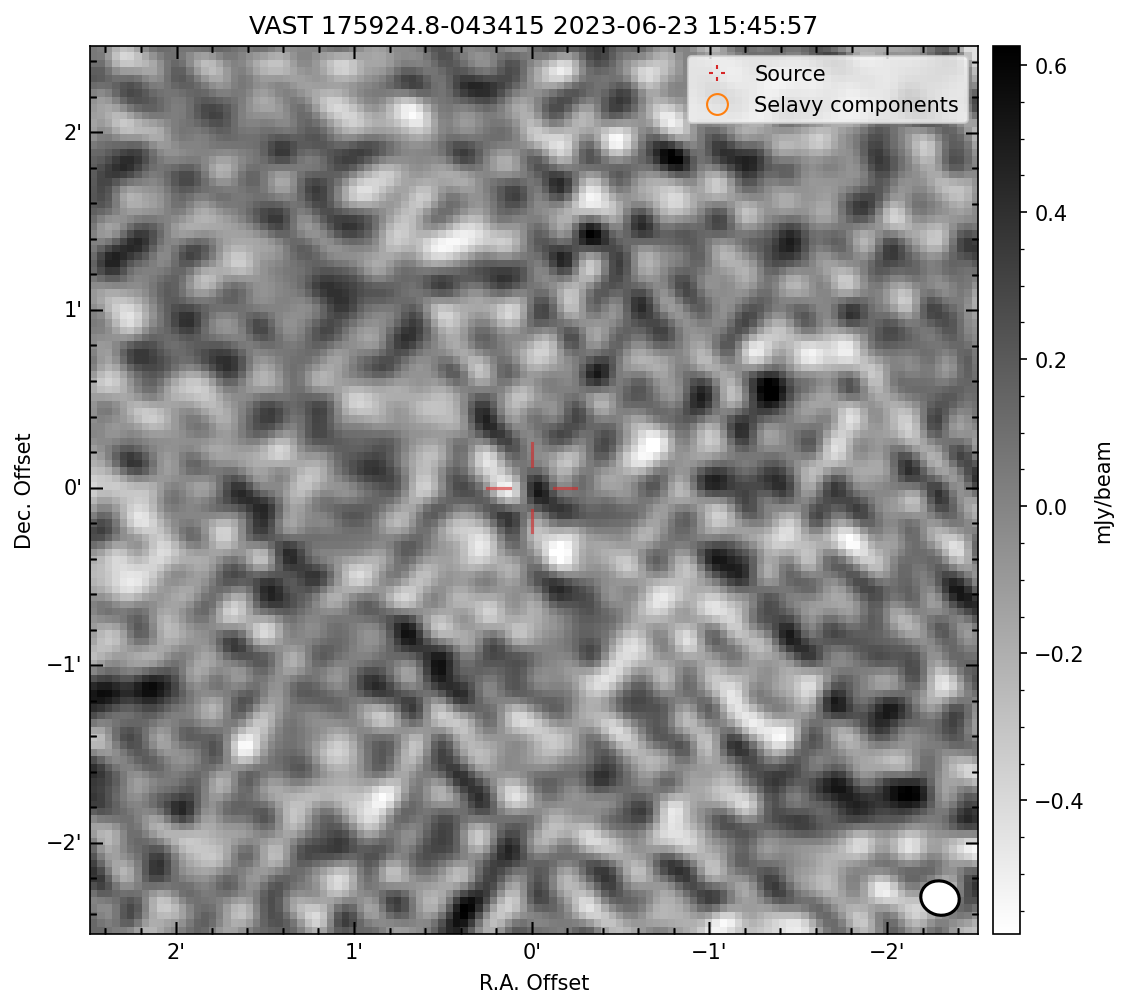 VAST 175924.8-043415 2023-06-23 15:45:57
Source
Selavy components
2'
1'
0'
−1'
−2'
Dec. Offset
2'
1'
0'
−1'
−2'
R.A. Offset
0.6
0.4
0.2
0.0
−0.2
−0.4
mJy/beam